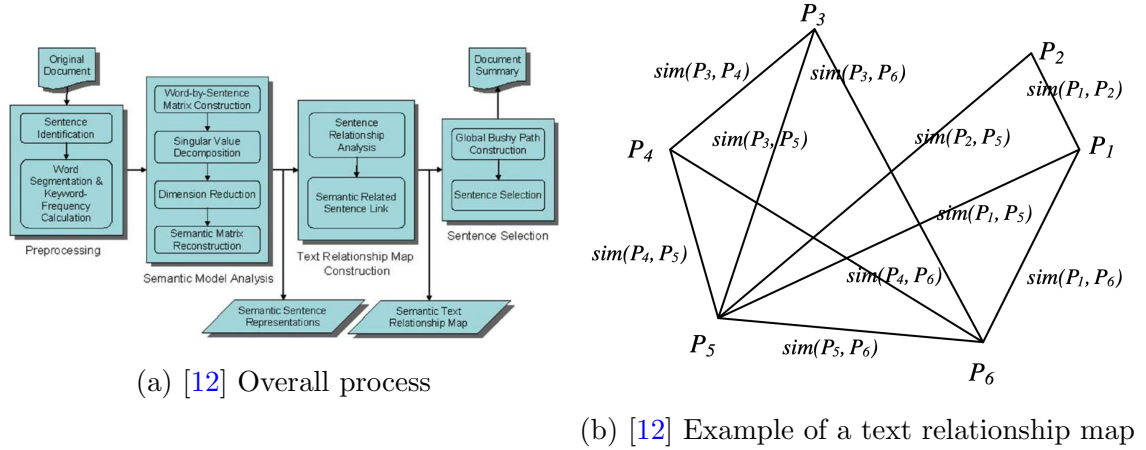 Original
Document
Sentence
Identification
Word
Segmentation &
Keyword-
Frequency
Calculation
Preprocessing
Word-by-Sentence
Matrix Construction
Singular Value
Decomposition
Dimension Reduction
Semantic Matrix
Reconstruction
Semantic Model Analysis
Sentence
Relationship
Analysis
Semantic Related
Sentence Link
Text Relationship Map
Construction
Document
Summary
Global Bushy Path
Construction
Sentence Selection
Sentence Selection
Semantic Sentence
Representations
Semantic Text
Relationship Map
(a) [12] Overall process
P3
P2
sim(P3, P4)
sim(P3, P6)
sim(P1, P2)
P4
sim(P3, P5)
sim(P2, P5)
P1
sim(P1, P5)
sim(P4, P5)
sim(P4, P6)
sim(P1, P6)
P5
sim(P5, P6)
P6
(b) [12] Example of a text relationship map